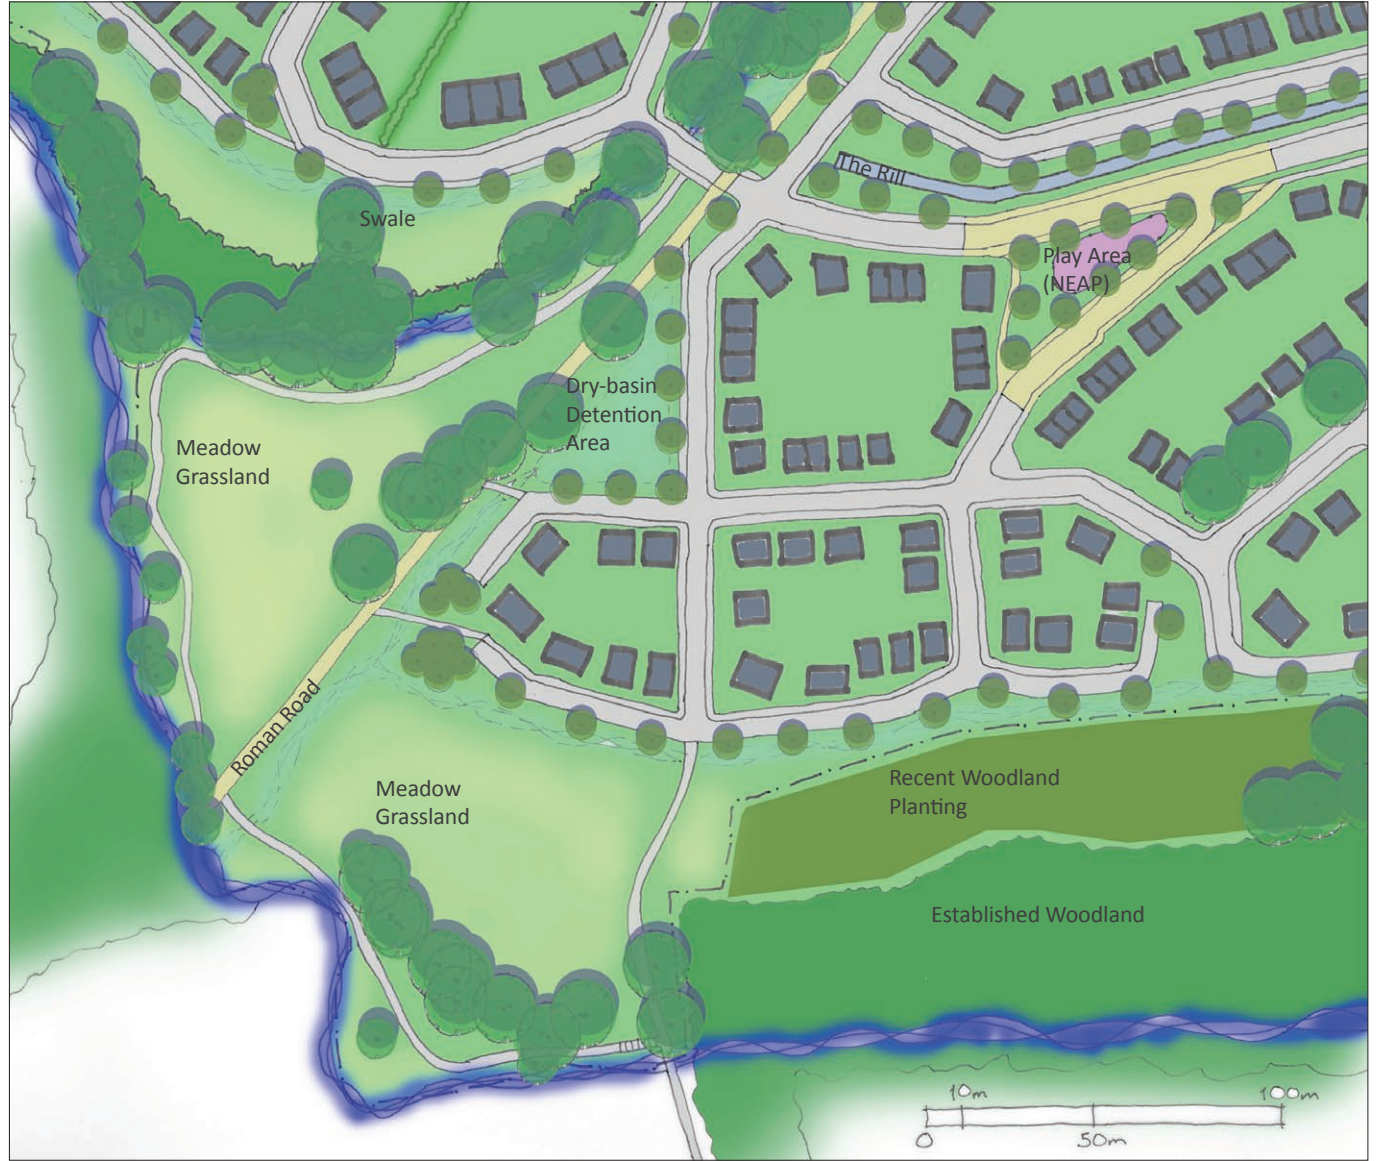 The Rill
Swale
Play Area
(NEAP)
Dry-basin
Detention
Area
Meadow
Grassland
Roman Road
Meadow
Grassland
Recent Woodland
Planting
Established Woodland
10m
100m
0
50m